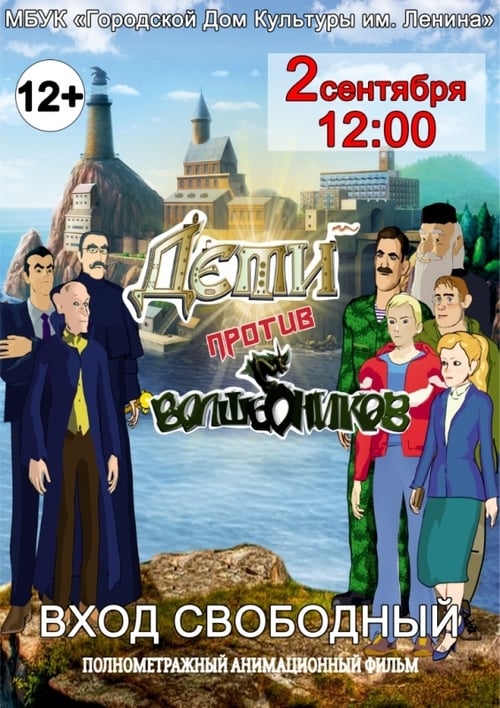 МБУК «Городской Дом Культуры им. Ленина»
12+
2 сентября
12:00
Дети
против
волшебников
ВХОД СВОБОДНЫЙ
ПОЛНОМЕТРАЖНЫЙ АНИМАЦИОННЫЙ ФИЛЬМ